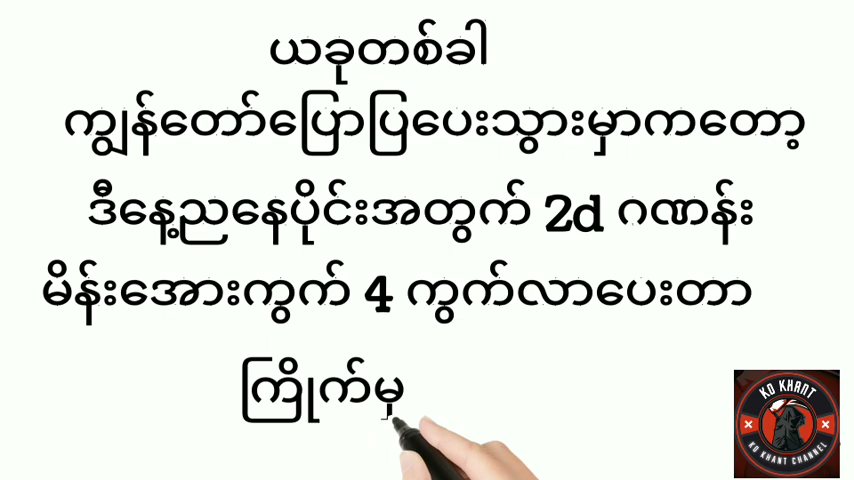 ယခုတစ်ခါ
ကျွန်တော်ပြောပြပေးသွားမှာကတော့
ဒီနေ့ညနေပိုင်းအတွက် 2d ဂဏန်း
မိန်းအောကွက် 4 ကွက်လာပေးတာ
ကြိုက်မှ
KO KHANT
KO KHANT CHANNEL